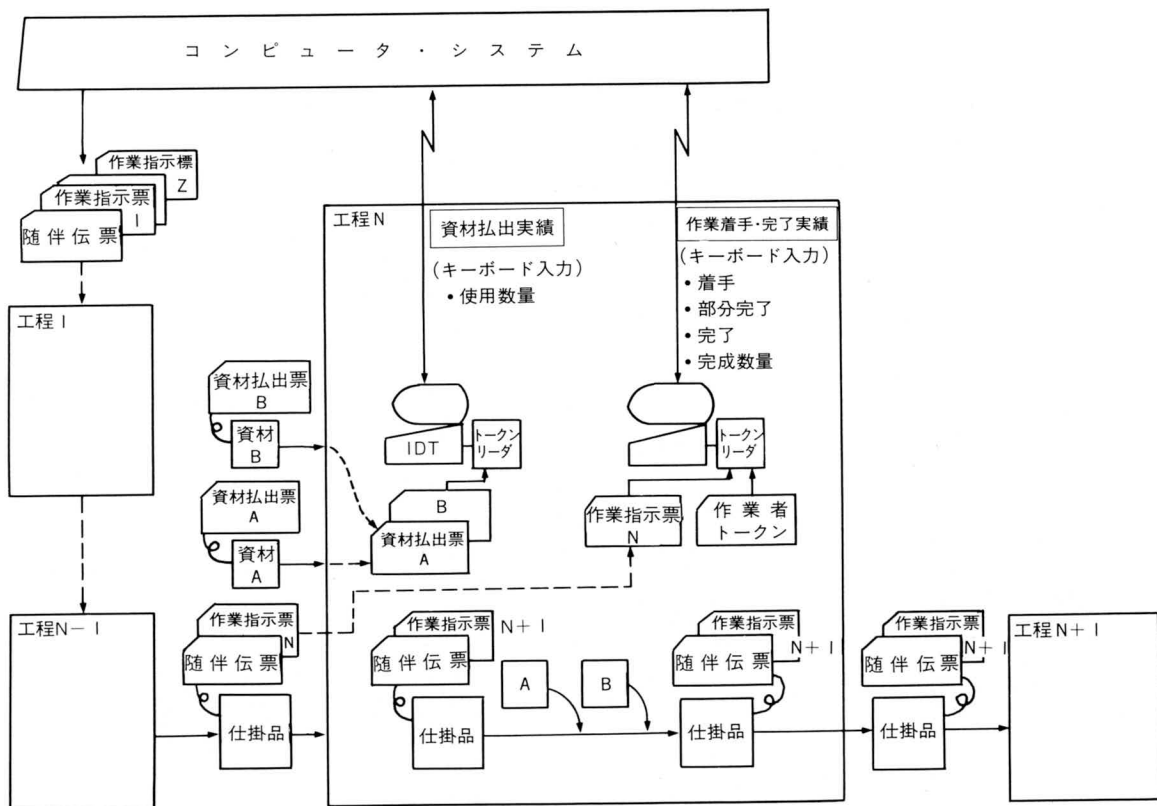 コンピュータ・システム
作業指示標
Z
作業指示票
1
随伴伝票
工程1
工程N
資材払出実績
(キーボード入力)
• 使用数量
作業着手・完了実績
(キーボード入力)
• 着手
• 部分完了
• 完了
• 完成数量
資材払出票
B
資材
B
IDT
トークン
リーダ
トークン
リーダ
資材払出票
A
資材
A
B
資材払出票
A
作業指示票
N
作業者
トークン
工程N-1
作業指示票
N
随伴伝票
仕掛品
作業指示票
N+1
随伴伝票
仕掛品
A
B
作業指示票
N+1
随伴伝票
仕掛品
作業指示票
N+1
随伴伝票
仕掛品
工程N+1